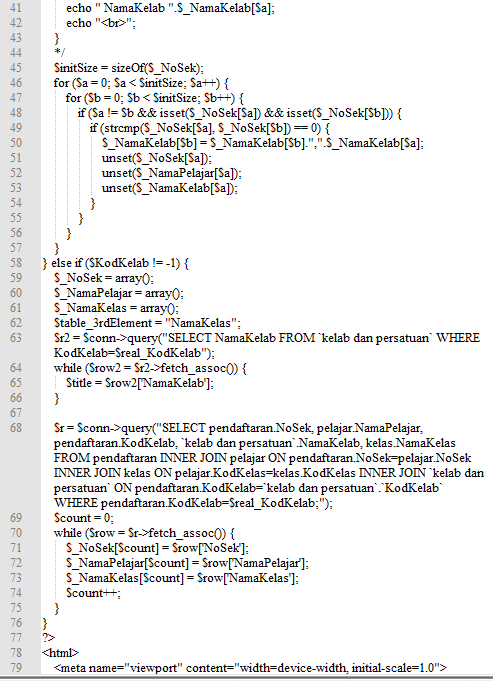 41 echo " NamaKelab ".$_NamaKelab[$a];
42 echo "<br>";
43 }
44 */
45 $initSize = sizeOf($_NoSek);
46 for ($a = 0; $a < $initSize; $a++) {
47 for ($b = 0; $b < $initSize; $b++) {
48 if ($a != $b && isset($_NoSek[$a]) && isset($_NoSek[$b])) {
49 if (strcmp($_NoSek[$a], $_NoSek[$b]) == 0) {
50 $_NamaKelab[$b] = $_NamaKelab[$b].",".$_NamaKelab[$a];
51 unset($_NoSek[$a]);
52 unset($_NamaPelajar[$a]);
53 unset($_NamaKelab[$a]);
54 }
55 }
56 }
57 }
58 } else if ($KodKelab != -1) {
59 $_NoSek = array();
60 $_NamaPelajar = array();
61 $_NamaKelas = array();
62 $table_3rdElement = "NamaKelas";
63 $r2 = $conn->query("SELECT NamaKelab FROM `kelab dan persatuan` WHERE
KodKelab=$real_KodKelab");
64 while ($row2 = $r2->fetch_assoc()) {
65 $title = $row2['NamaKelab'];
66 }
67
68 $r = $conn->query("SELECT pendaftaran.NoSek, pelajar.NamaPelajar,
pendaftaran.KodKelab, `kelab dan persatuan`.NamaKelab, kelas.NamaKelas
FROM pendaftaran INNER JOIN pelajar ON pendaftaran.NoSek=pelajar.NoSek
INNER JOIN kelas ON pelajar.KodKelas=kelas.KodKelas INNER JOIN `kelab dan
persatuan` ON pendaftaran.KodKelab=`kelab dan persatuan`.`KodKelab`
WHERE pendaftaran.KodKelab=$real_KodKelab;");
69 $count = 0;
70 while ($row = $r->fetch_assoc()) {
71 $_NoSek[$count] = $row['NoSek'];
72 $_NamaPelajar[$count] = $row['NamaPelajar'];
73 $_NamaKelas[$count] = $row['NamaKelas'];
74 $count++;
75 }
76 }
77 ?>
78 <html>
79 <meta name="viewport" content="width=device-width, initial-scale=1.0">